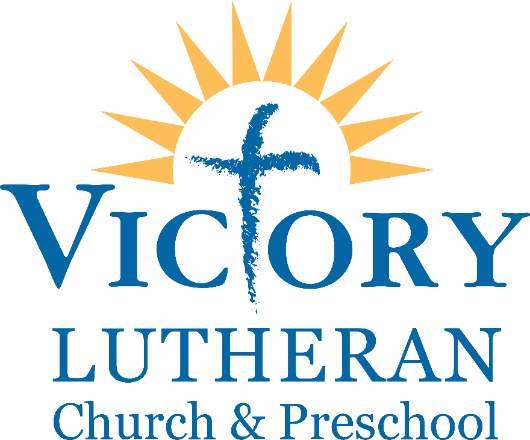 VICTORY
LUTHERAN
Church & Preschool